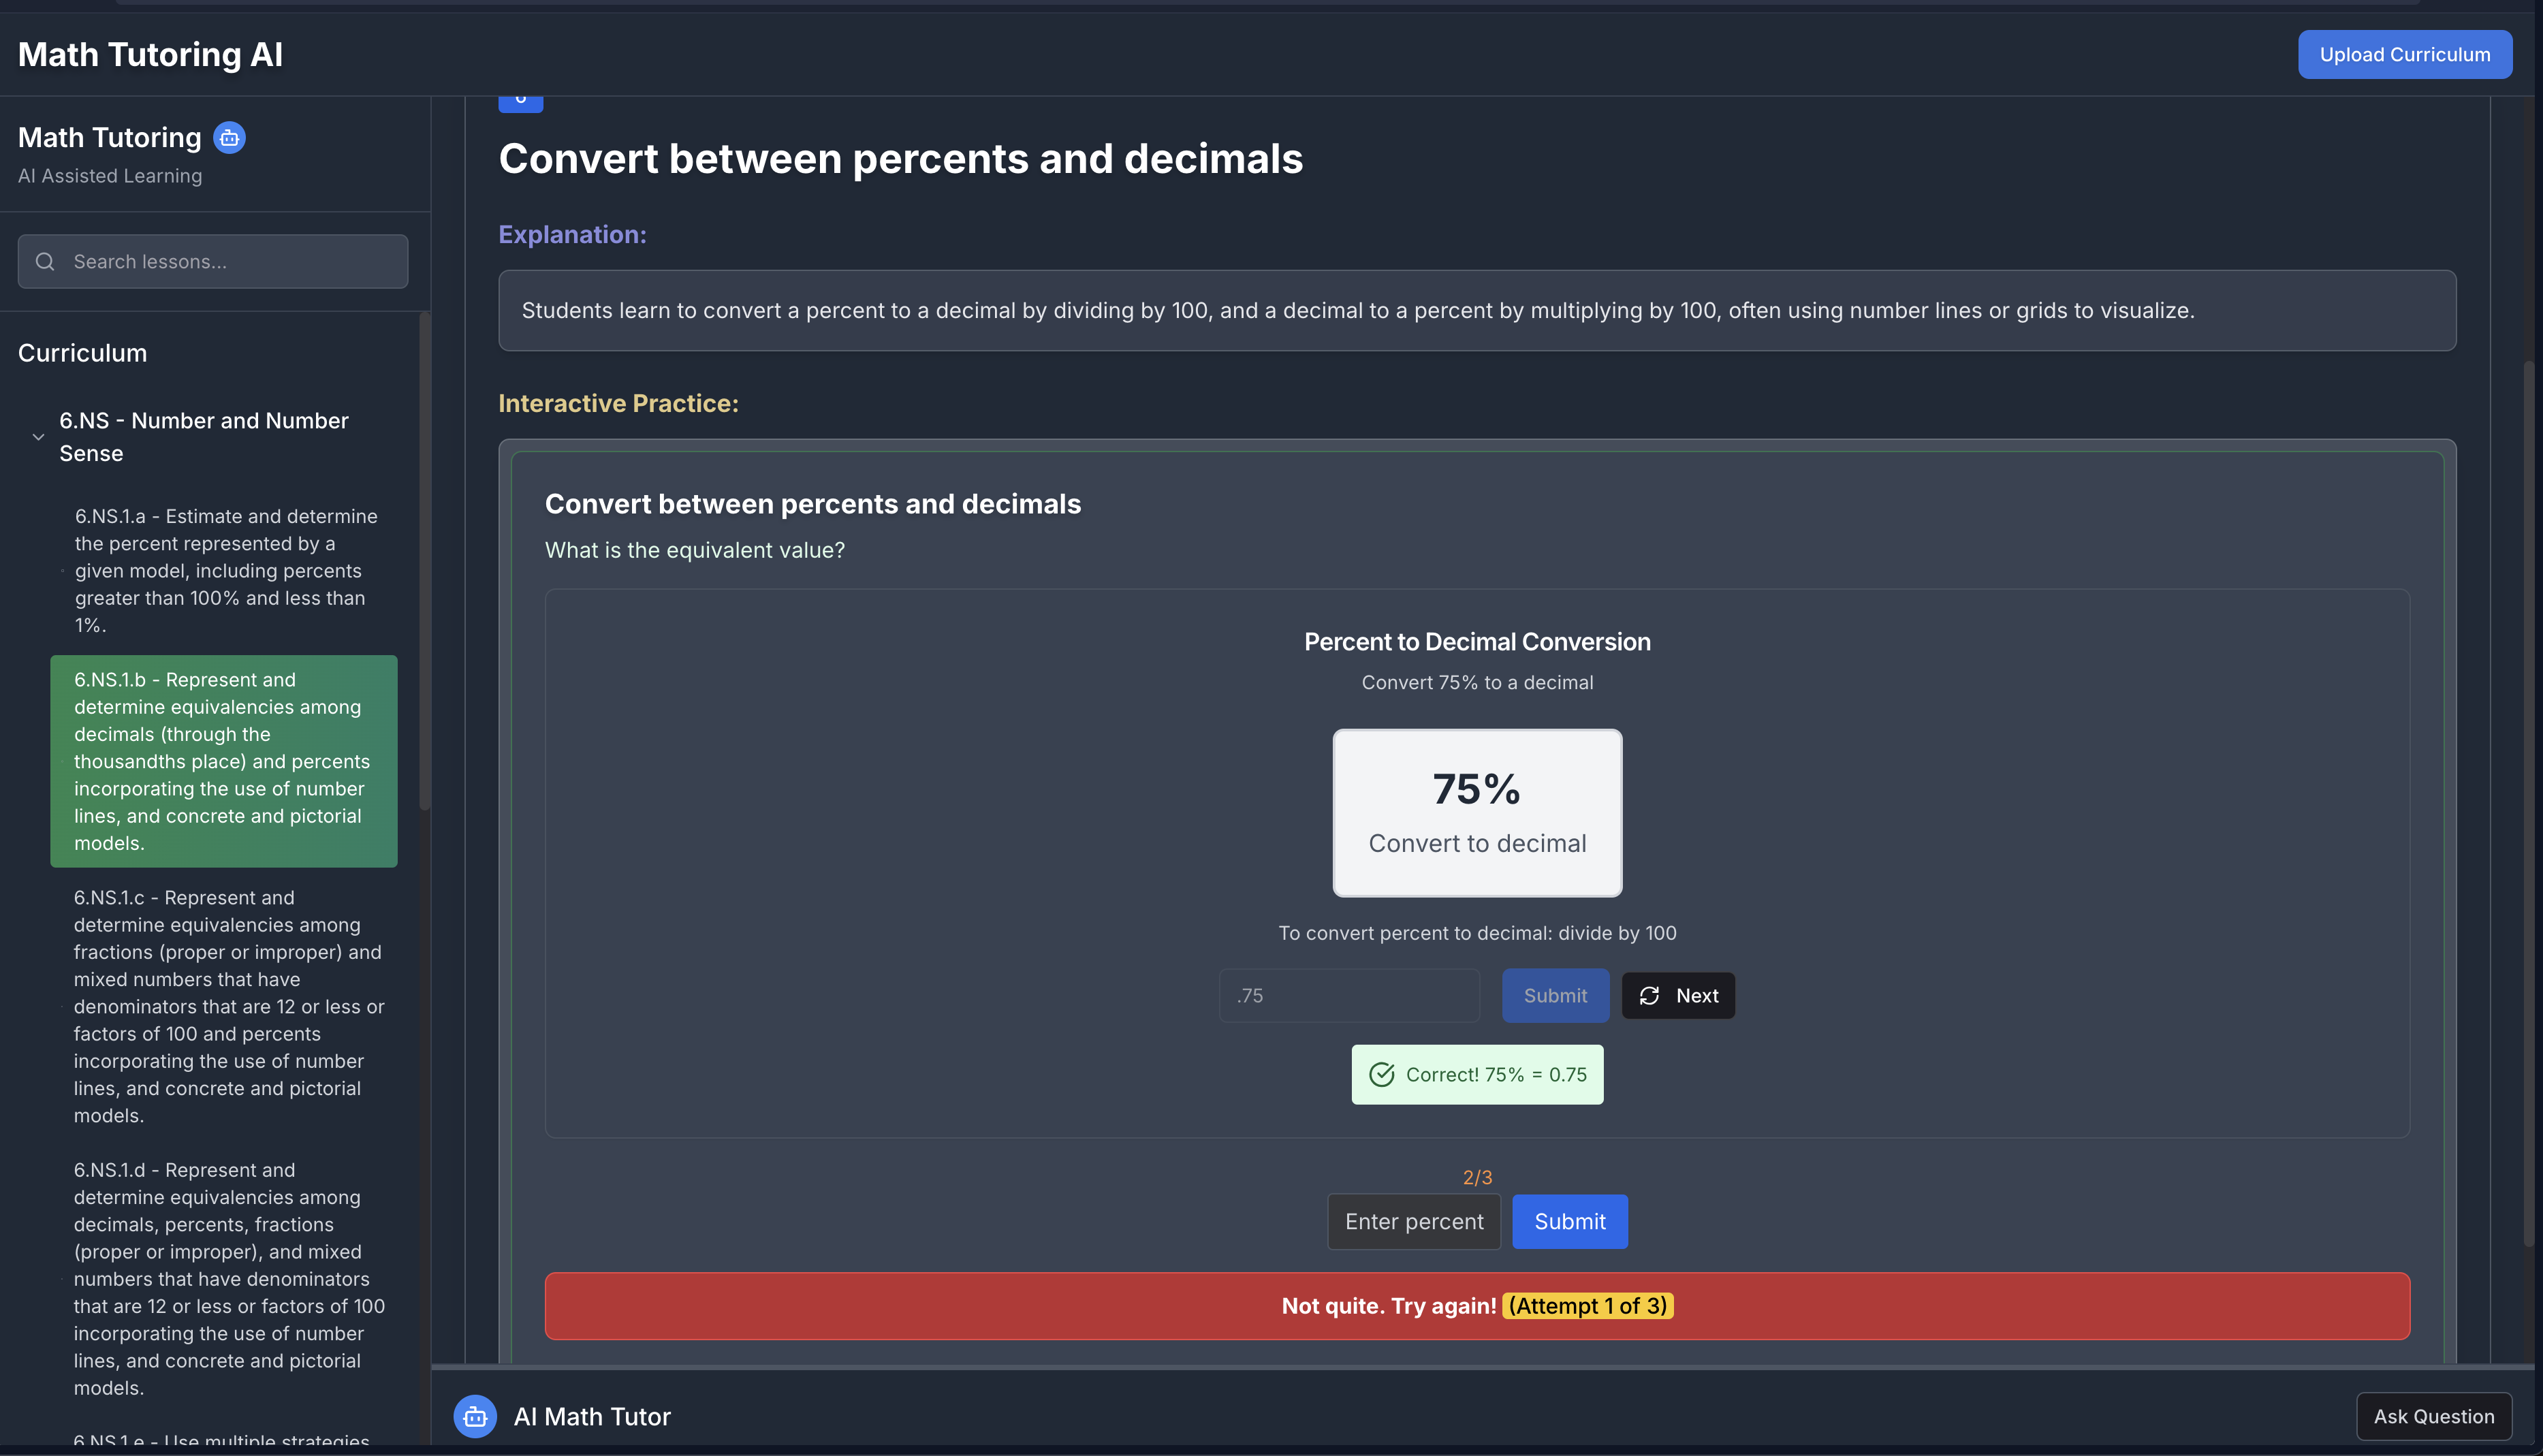 Math Tutoring AI
Upload Curriculum
Math Tutoring
AI Assisted Learning
Search lessons...
Curriculum
6.NS - Number and Number
Sense
6.NS.1.a - Estimate and determine
the percent represented by a
given model, including percents
greater than 100% and less than
1%.
6.NS.1.b - Represent and
determine equivalencies among
decimals (through the
thousandths place) and percents
incorporating the use of number
lines, and concrete and pictorial
models.
6.NS.1.c - Represent and
determine equivalencies among
fractions (proper or improper) and
mixed numbers that have
denominators that are 12 or less or
factors of 100 and percents
incorporating the use of number
lines, and concrete and pictorial
models.
6.NS.1.d - Represent and
determine equivalencies among
decimals, percents, fractions
(proper or improper), and mixed
numbers that have denominators
that are 12 or less or factors of 100
incorporating the use of number
lines, and concrete and pictorial
models.
6.NS.1.e - Use multiple strategies
Convert between percents and decimals
Explanation:
Students learn to convert a percent to a decimal by dividing by 100, and a decimal to a percent by multiplying by 100, often using number lines or grids to visualize.
Interactive Practice:
Convert between percents and decimals
What is the equivalent value?
Percent to Decimal Conversion
Convert 75% to a decimal
75%
Convert to decimal
To convert percent to decimal: divide by 100
.75
Submit
Next
Correct! 75% = 0.75
2/3
Enter percent
Submit
Not quite. Try again! (Attempt 1 of 3)
AI Math Tutor
Ask Question